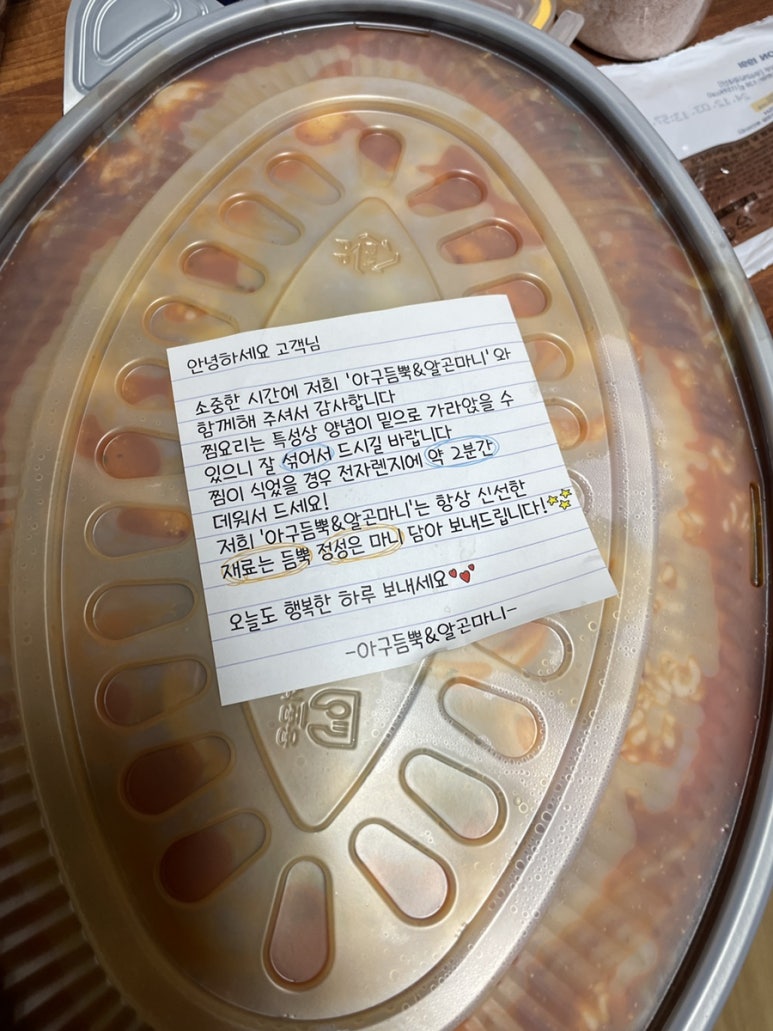 안녕하세요 고객님
소중한 시간에 저희 '아구듬뿍&알곤마니'와
함께해 주셔서 감사합니다
찜요리는 특성상 양념이 밑으로 가라앉을 수
있으니 잘 섞어서 드시길 바랍니다
찜이 식었을 경우 전자렌지에 약 2분간
데워서 드세요!
저희 '아구듬뿍&알곤마니'는 항상 신선한
재료는 듬뿍 정성은 마니 담아 보내드립니다!
오늘도 행복한 하루 보내세요
-아구듬뿍&알곤마니-